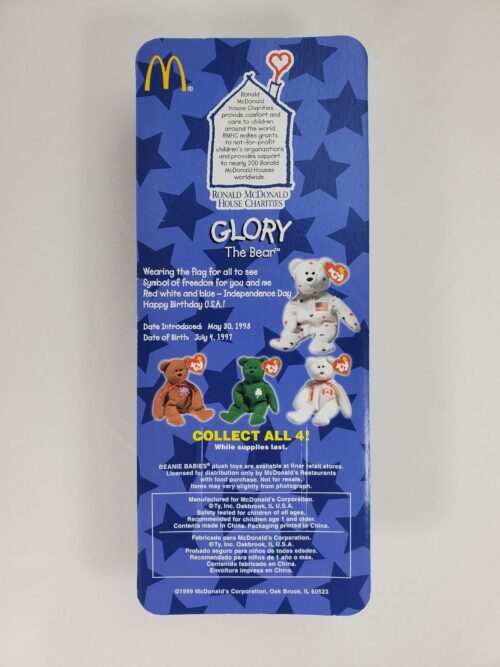 Ronald
McDonald
House Charities
provide comfort and
care to children
around the world.
RMHC makes grants
to not-for-profit
children's organizations
and provides support
to nearly 200 Ronald
McDonald Houses
worldwide.
RONALD MCDONALD
HOUSE CHARITIES
GLORY
The Bear™
Wearing the flag for all to see
Symbol of freedom for you and me
Red white and blue – Independence Day
Happy Birthday U.S.A.!
Date Introduced: May 30, 1998
Date of Birth: July 4, 1997
ty
ty
ty
ty
COLLECT ALL 4!
While supplies last.
BEANIE BABIES® plush toys are available at finer retail stores.
Licensed for distribution only by McDonald's Restaurants
with food purchase. Not for resale.
Items may vary slightly from photograph.
Manufactured for McDonald's Corporation.
©Ty, Inc. Oakbrook, IL U.S.A.
Safety tested for children of all ages.
Recommended for children age 1 and older.
Contents made in China. Packaging printed in China.
Fabricado para McDonald's Corporation.
©Ty, Inc. Oakbrook, IL U.S.A.
Probado seguro para niños de todas edades.
Recomendado para niños de 1 año o más.
Contenido fabricado en China.
Envoltura impresa en China.
©1999 McDonald's Corporation, Oak Brook, IL 60523